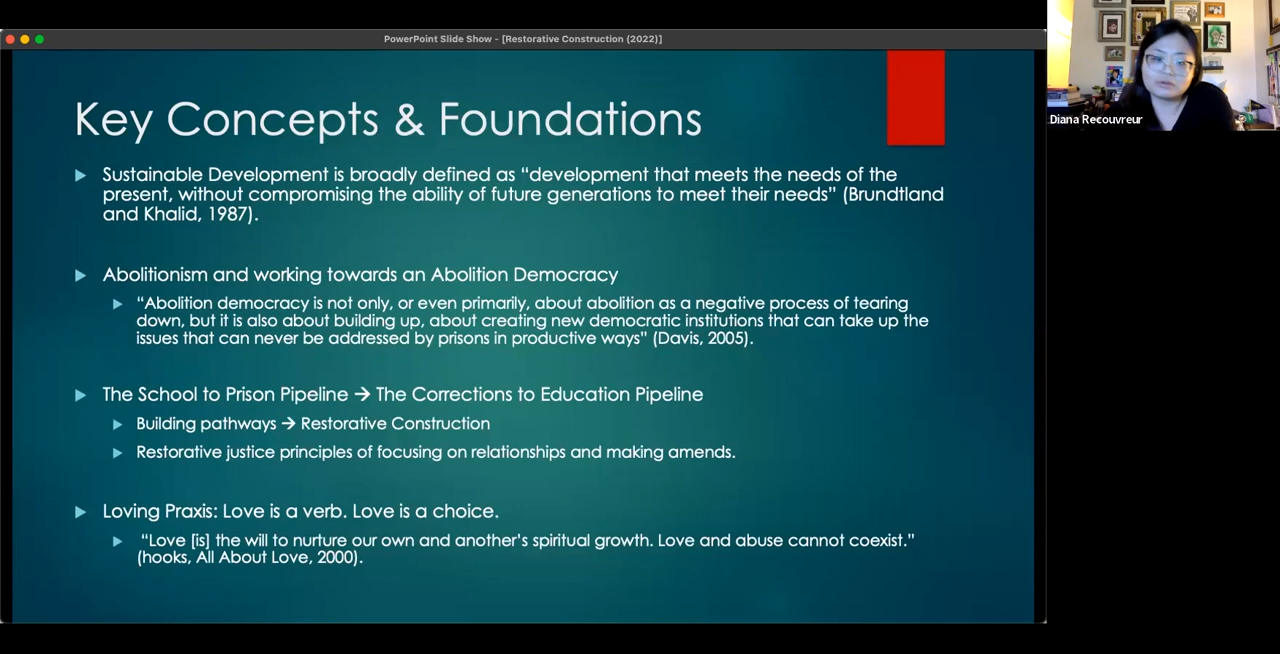 PowerPoint Slide Show - [Restorative Construction (2022)]
Key Concepts & Foundations
Sustainable Development is broadly defined as “development that meets the needs of the
present, without compromising the ability of future generations to meet their needs” (Brundtland
and Khalid, 1987).
Abolitionism and working towards an Abolition Democracy
“Abolition democracy is not only, or even primarily, about abolition as a negative process of tearing
down, but it is also about building up, about creating new democratic institutions that can take up the
issues that can never be addressed by prisons in productive ways” (Davis, 2005).
The School to Prison Pipeline → The Corrections to Education Pipeline
Building pathways → Restorative Construction
Restorative justice principles of focusing on relationships and making amends.
Loving Praxis: Love is a verb. Love is a choice.
“Love [is] the will to nurture our own and another’s spiritual growth. Love and abuse cannot coexist.”
(hooks, All About Love, 2000).
Diana Recouvreur